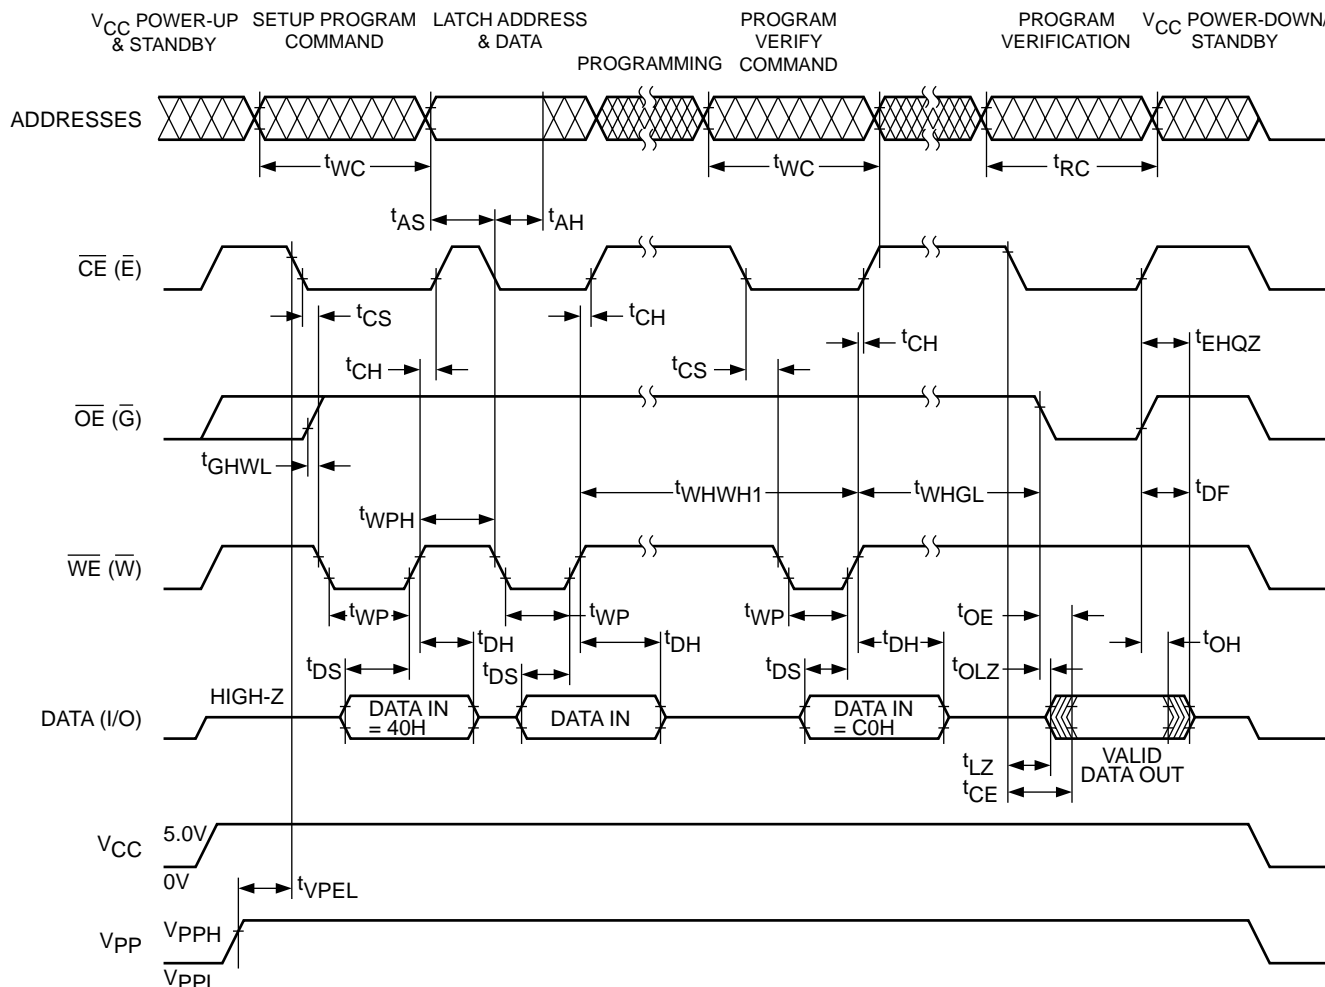 VCC POWER-UP
& STANDBY
SETUP PROGRAM
COMMAND
LATCH ADDRESS
& DATA
PROGRAMMING
PROGRAM
VERIFY
COMMAND
PROGRAM
VERIFICATION
VCC POWER-DOWN/
STANDBY
ADDRESSES
tWC
tWC
tRC
tAS
tAH
CE (E)
tCS
tCH
tCH
tCS
tCH
tEHQZ
OE (G)
tGHWL
tWPH
tWHWH1
tWHGL
tDF
WE (W)
tWP
tWP
tWP
tOE
tDH
tDH
tDH
tOH
tDS
tDS
tDS
tOLZ
HIGH-Z
DATA (I/O)
DATA IN
= 40H
DATA IN
DATA IN
= C0H
VALID
DATA OUT
tLZ
tCE
VCC
5.0V
0V
tVPEL
VPP
VPPH
VPPL